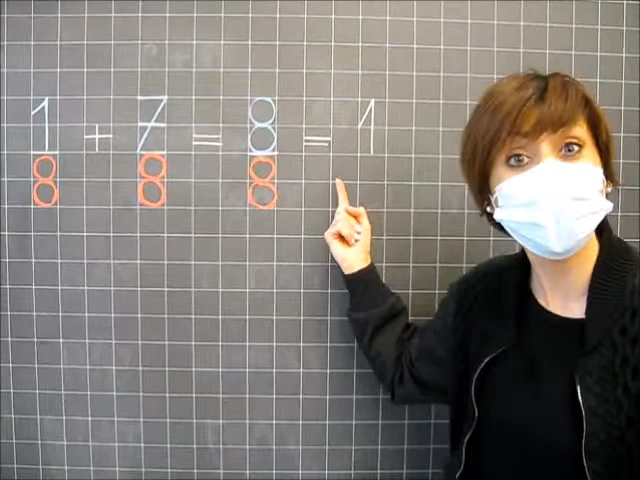 1 + 7 = 8 = 1
8 8 8